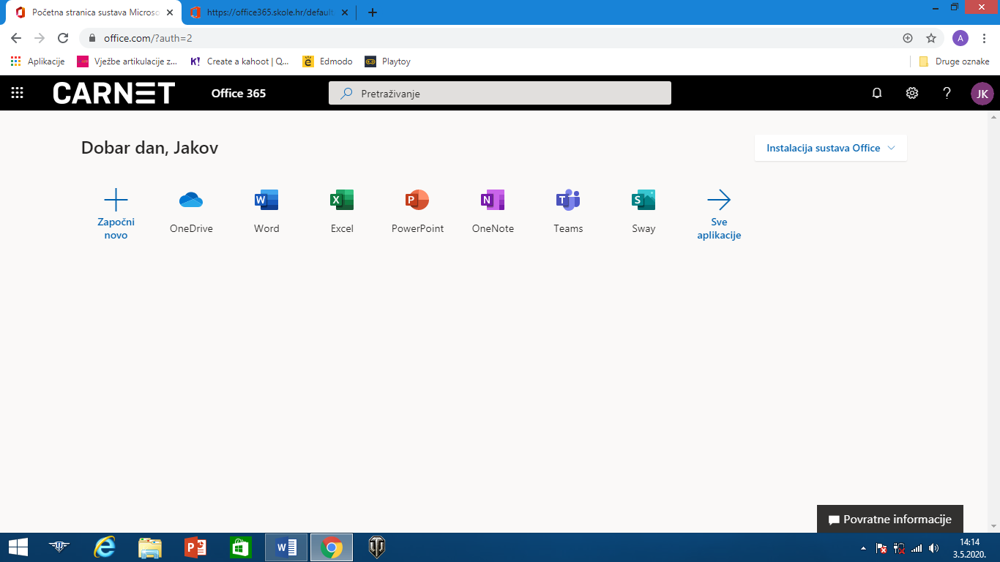 Početna stranica sustava Microso
https://office365.skole.hr/default
office.com/?auth=2
A
Aplikacije
Vježbe artikulacije z...
K!
Create a kahoot | Q...
Edmodo
Playtoy
Druge oznake
CARNET
Office 365
Pretraživanje
?
JK
Dobar dan, Jakov
Instalacija sustava Office
Započni
novo
OneDrive
W
Word
X
Excel
P
PowerPoint
N
OneNote
T
Teams
S
Sway
Sve
aplikacije
Povratne informacije
14:14
3.5.2020.